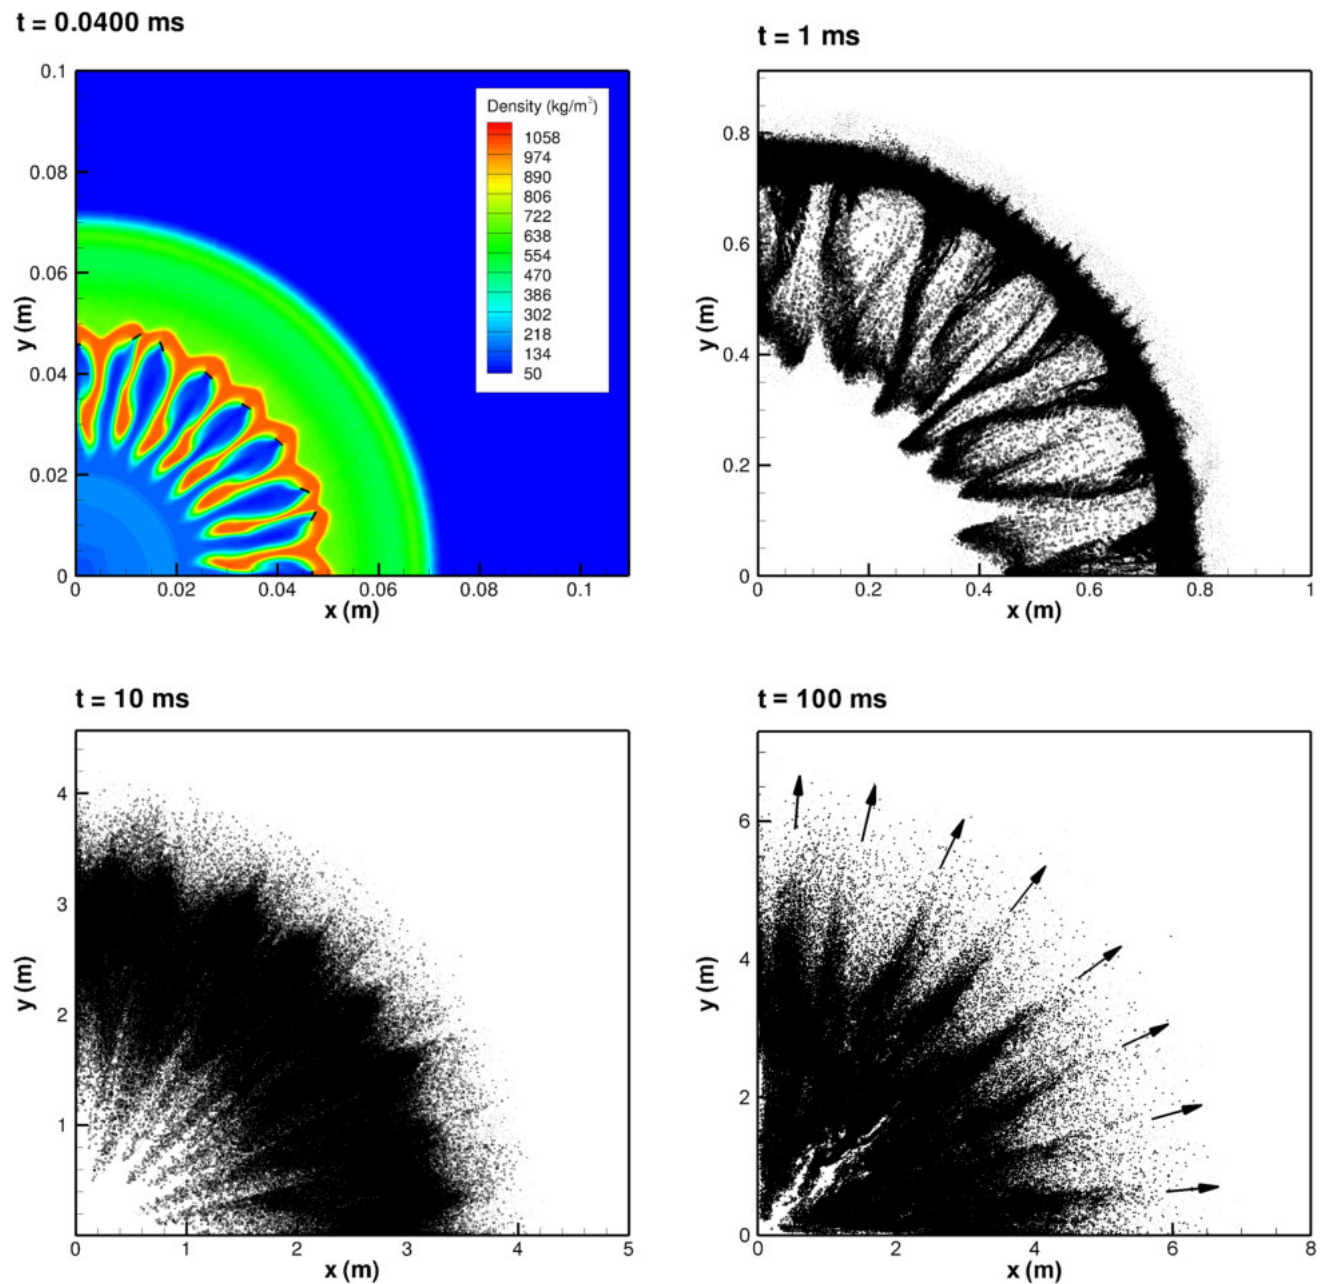 t = 0.0400 ms
0.1
0.08
0.06
0.04
0.02
0
y (m)
0 0.02 0.04 0.06 0.08 0.1
x (m)
Density (kg/m³)
1058
974
890
806
722
638
554
470
386
302
218
134
50
t = 1 ms
0.8
0.6
0.4
0.2
0
y (m)
0 0.2 0.4 0.6 0.8 1
x (m)
t = 10 ms
4
3
2
1
0 1 2 3 4 5
y (m)
x (m)
t = 100 ms
6
4
2
0
y (m)
0 2 4 6 8
x (m)